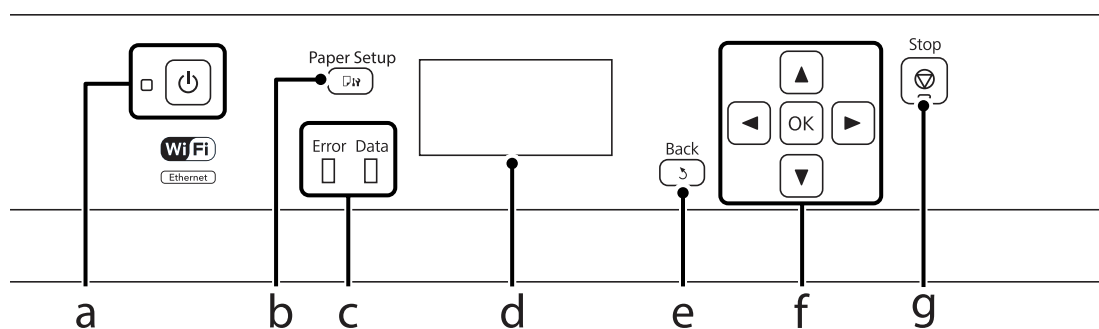 Stop
Paper Setup
OK
Error Data
WiFi
Back
Ethernet
a b c d e f g